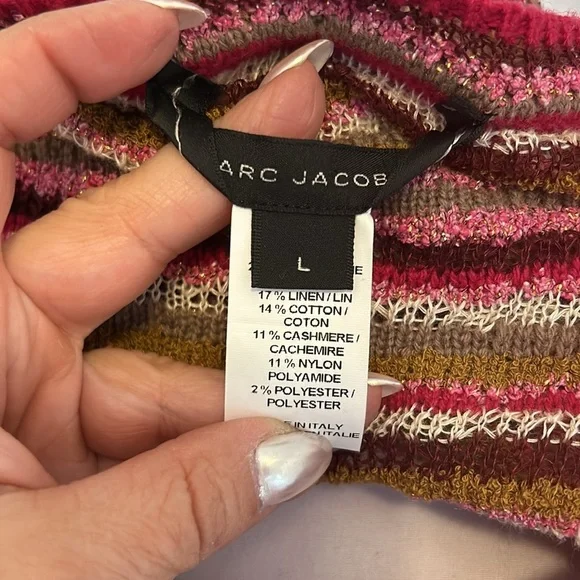 ARC JACOB
L
17 % LINEN / LIN
14 % COTTON /
COTON
11 % CASHMERE /
CACHEMIRE
11 % NYLON
POLYAMIDE
2 % POLYESTER /
POLYESTER
IN ITALY
ITALIE